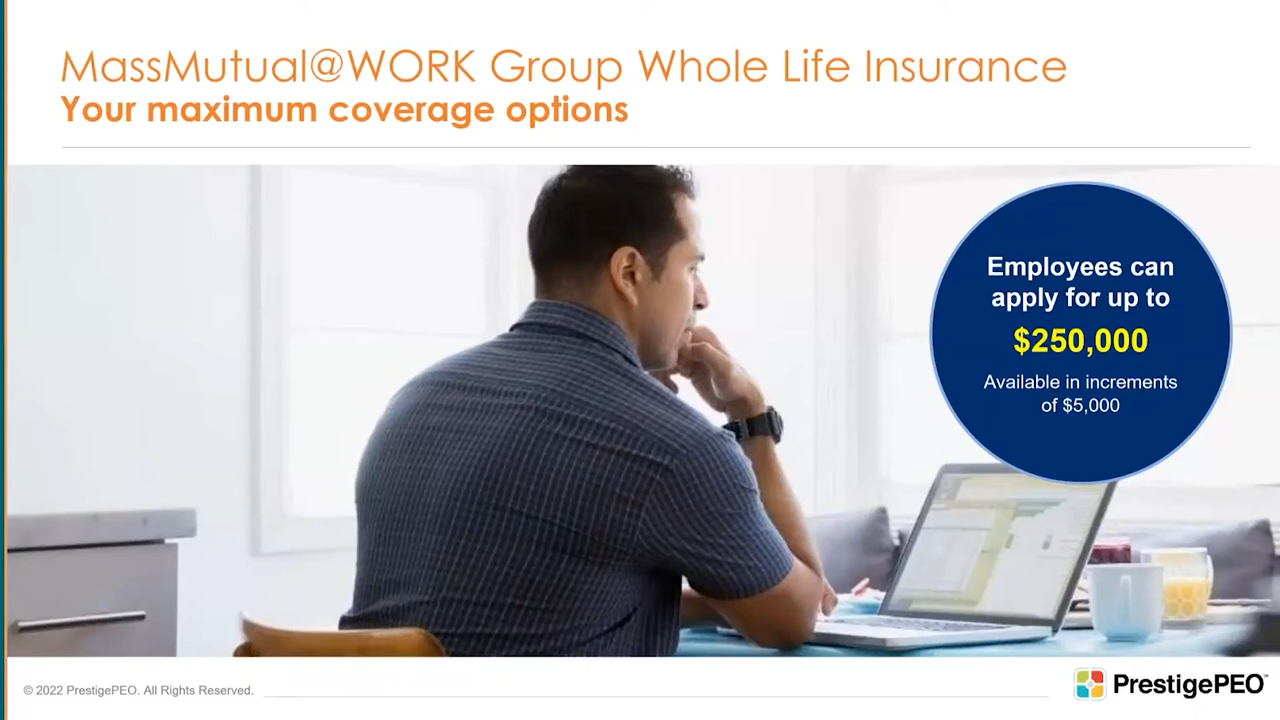 MassMutual@WORK Group Whole Life Insurance
Your maximum coverage options
Employees can
apply for up to
$250,000
Available in increments
of $5,000
© 2022 PrestigePEO. All Rights Reserved.
PrestigePEO™